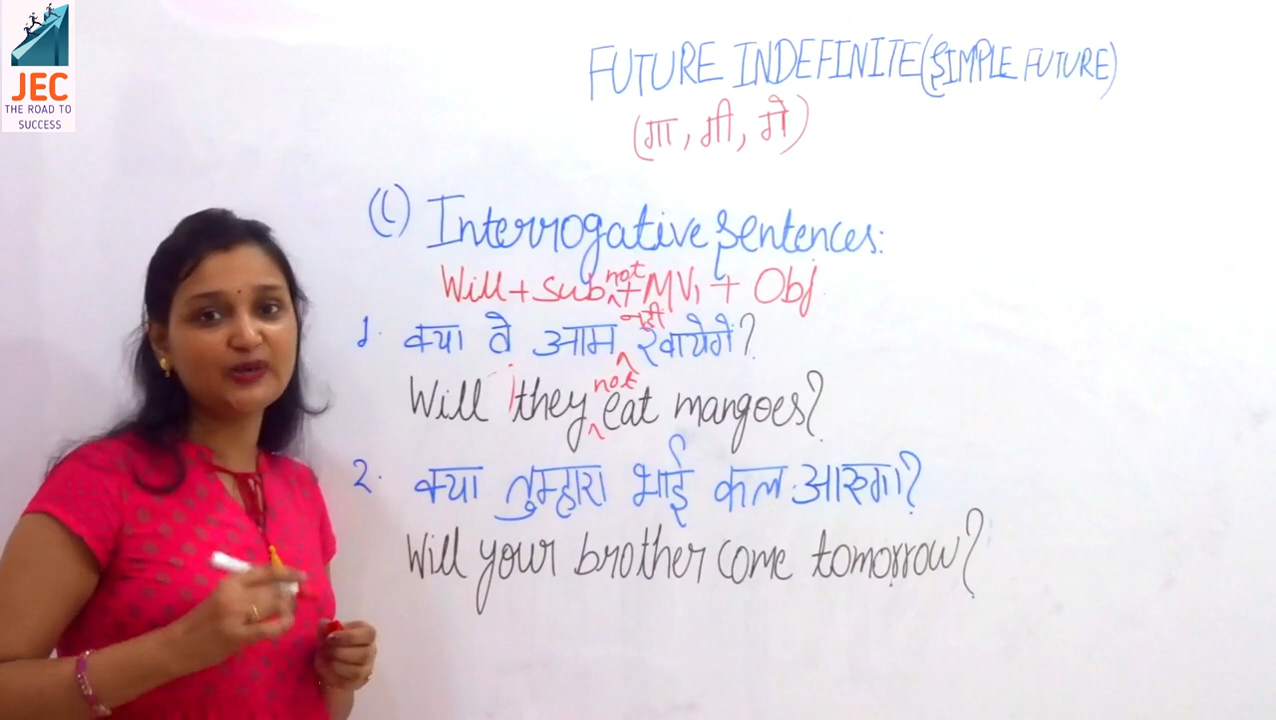 JEC
THE ROAD TO
SUCCESS
FUTURE INDEFINITE (SIMPLE FUTURE)
(गा, गी, गे)
(C) Interrogative Sentences:
Will + Sub ^ not + MV1 + Obj
1. क्या वे आम ^ नहीं खायेगे?
Will they ^ not eat mangoes?
2. क्या तुम्हारा भाई कल आएगा?
Will your brother come tomorrow?